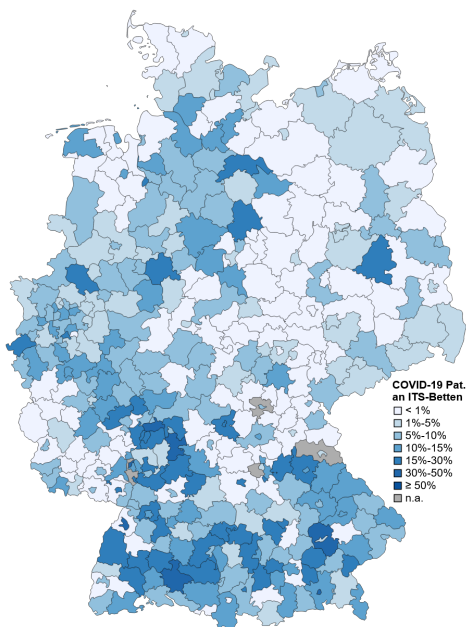 COVID-19 Pat.
an ITS-Betten
< 1%
1%-5%
5%-10%
10%-15%
15%-30%
30%-50%
≥ 50%
n.a.